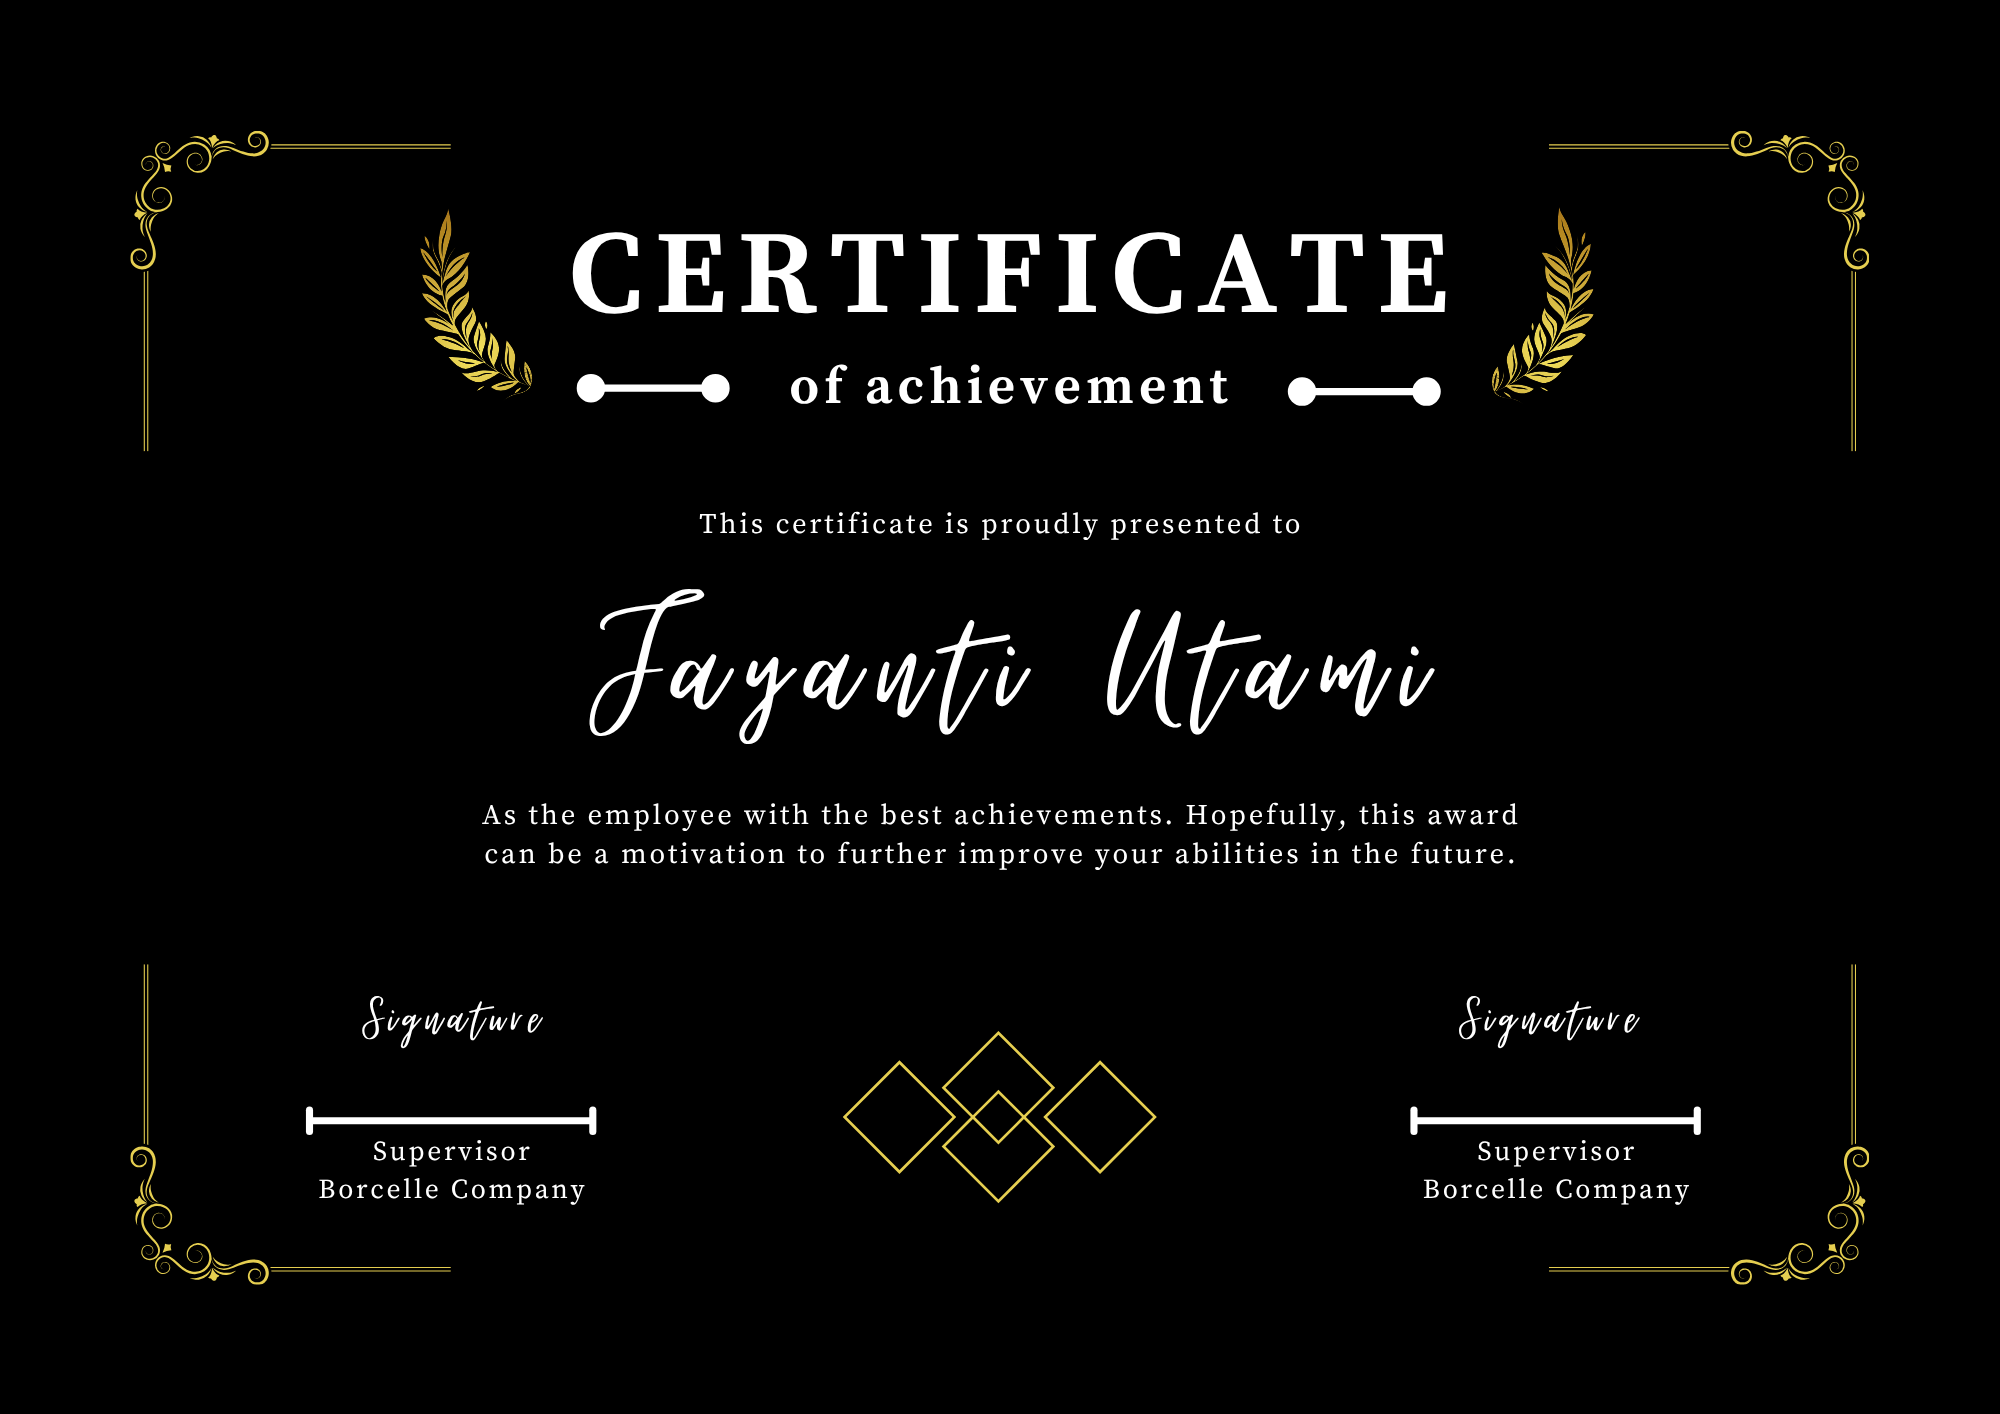 CERTIFICATE
of achievement
This certificate is proudly presented to
Jayanti Utami
As the employee with the best achievements. Hopefully, this award
can be a motivation to further improve your abilities in the future.
Signature
Supervisor
Borcelle Company
Signature
Supervisor
Borcelle Company